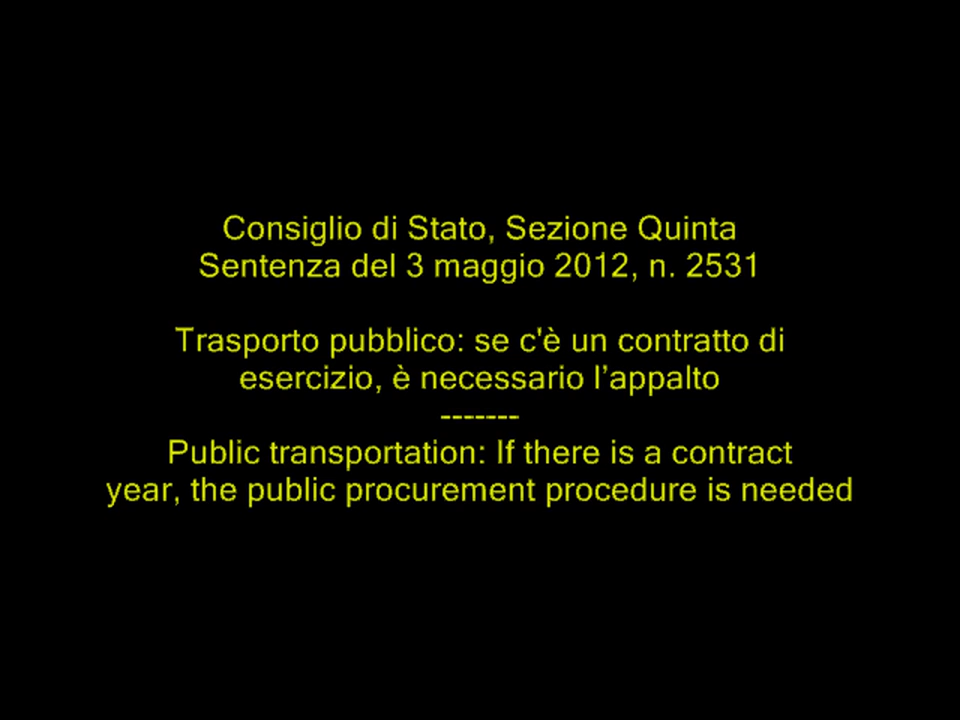 Consiglio di Stato, Sezione Quinta
Sentenza del 3 maggio 2012, n. 2531
Trasporto pubblico: se c'è un contratto di
esercizio, è necessario l’appalto
-------
Public transportation: If there is a contract
year, the public procurement procedure is needed